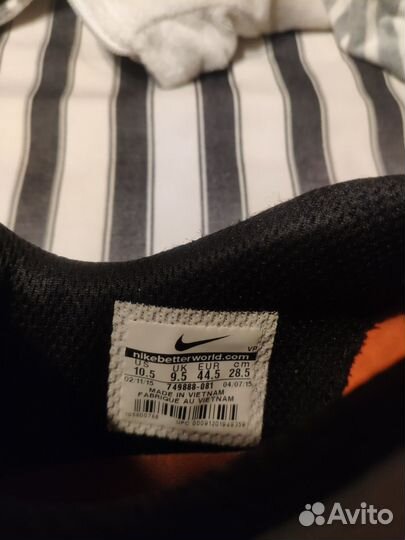 VP
nikebetterworld.com
US UK EUR cm
10.5 9.5 44.5 28.5
02/11/15 749888-081 04/07/15
MADE IN VIETNAM
FABRIQUE AU VIETNAM
Avito